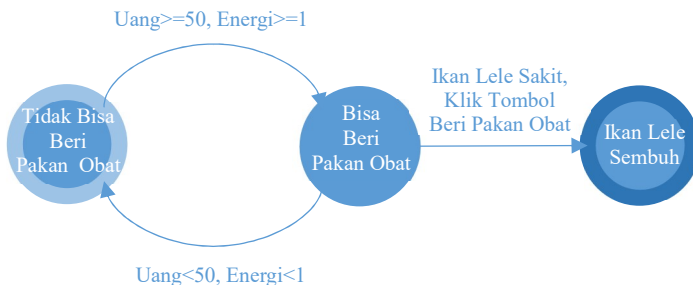 Uang>=50, Energi>=1
Tidak Bisa
Beri
Pakan Obat
Bisa
Beri
Pakan Obat
Ikan Lele Sakit,
Klik Tombol
Beri Pakan Obat
Ikan Lele
Sembuh
Uang<50, Energi<1